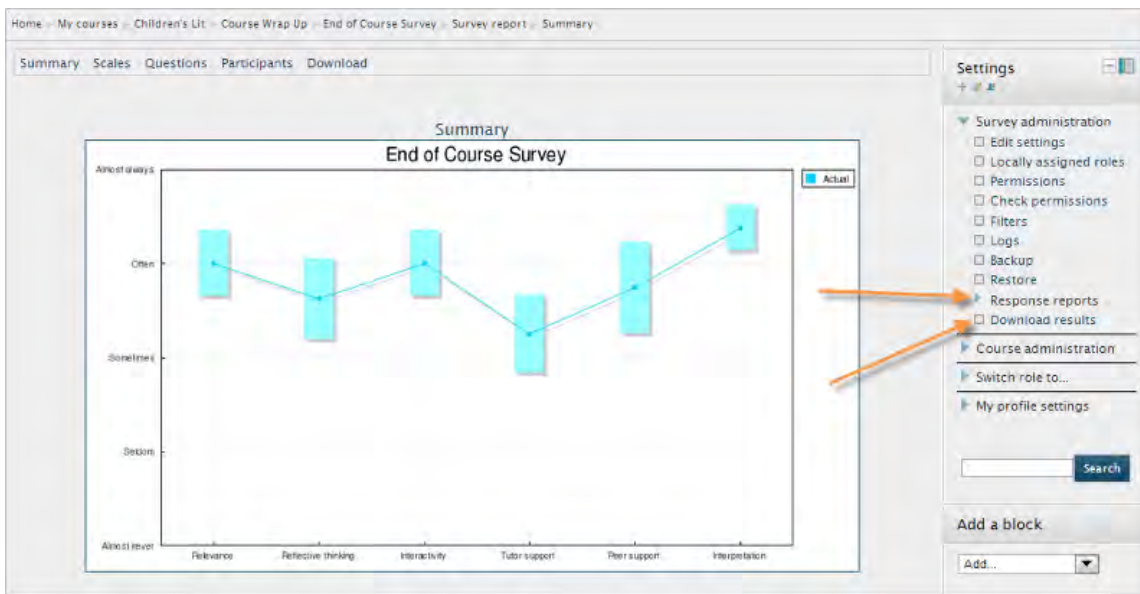 Home My courses Children's Lit Course Wrap Up End of Course Survey Survey report Summary
Summary Scales Questions Participants Download
Summary
End of Course Survey
Almost always
Often
Sometimes
Seldom
Almost never
Actual
Relevance Reflective thinking Interactivity Tutor support Peer support Interpretation
Settings
Survey administration
Edit settings
Locally assigned roles
Permissions
Check permissions
Filters
Logs
Backup
Restore
Response reports
Download results
Course administration
Switch role to...
My profile settings
Search
Add a block
Add...